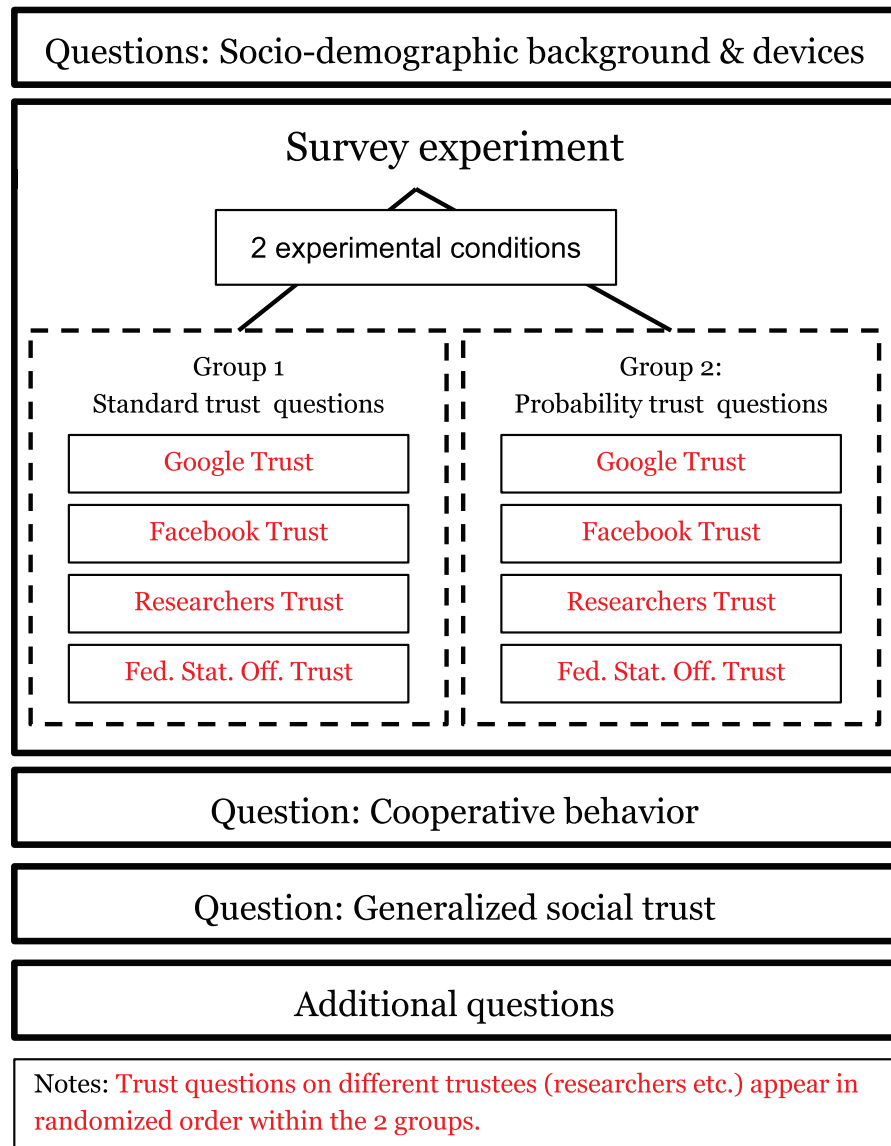 Questions: Socio-demographic background & devices
Survey experiment
2 experimental conditions
Group 1
Standard trust questions
Google Trust
Facebook Trust
Researchers Trust
Fed. Stat. Off. Trust
Group 2:
Probability trust questions
Google Trust
Facebook Trust
Researchers Trust
Fed. Stat. Off. Trust
Question: Cooperative behavior
Question: Generalized social trust
Additional questions
Notes: Trust questions on different trustees (researchers etc.) appear in
randomized order within the 2 groups.